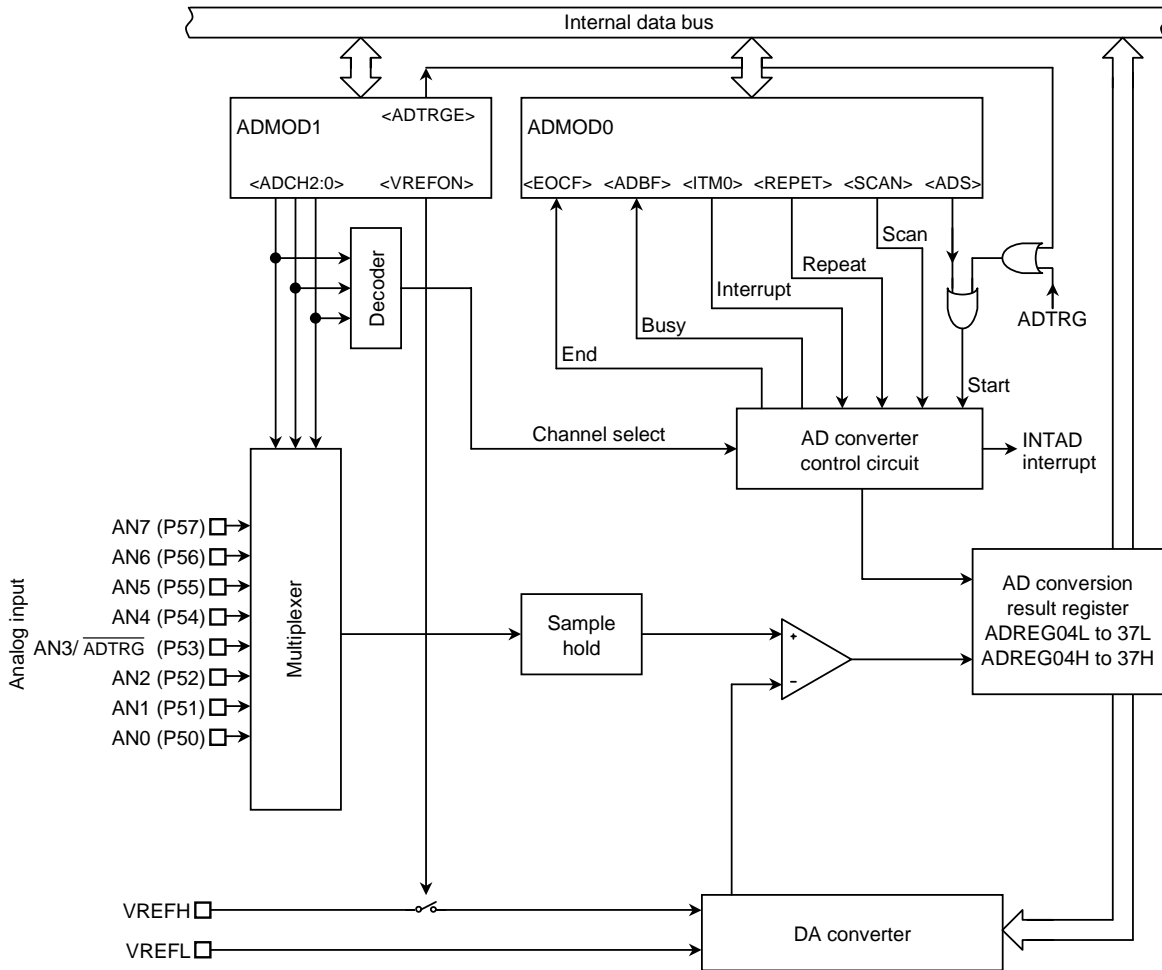 Internal data bus
ADMOD1
<ADTRGE>
<ADCH2:0>
<VREFON>
ADMOD0
<EOCF>
<ADBF>
<ITM0>
<REPET>
<SCAN>
<ADS>
Decoder
Scan
Repeat
Interrupt
Busy
End
ADTRG
Start
Channel select
AD converter
control circuit
INTAD
interrupt
Analog input
AN7 (P57)
AN6 (P56)
AN5 (P55)
AN4 (P54)
AN3/ ADTRG (P53)
AN2 (P52)
AN1 (P51)
AN0 (P50)
Multiplexer
Sample
hold
+
−
AD conversion
result register
ADREG04L to 37L
ADREG04H to 37H
VREFH
VREFL
DA converter